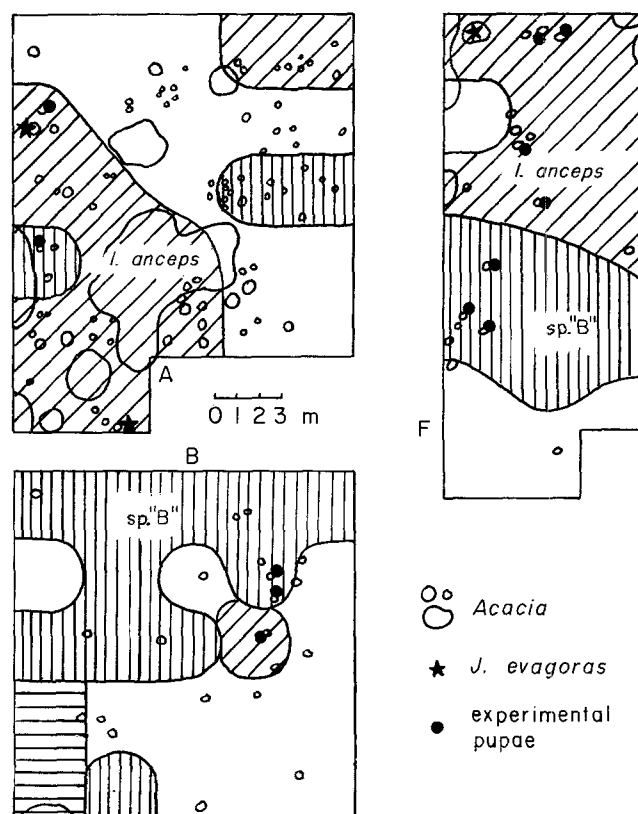 I. anceps
A
0 1 2 3 m
I. anceps
sp."B"
F
B
sp."B"
Acacia
J. evagoras
experimental
pupae